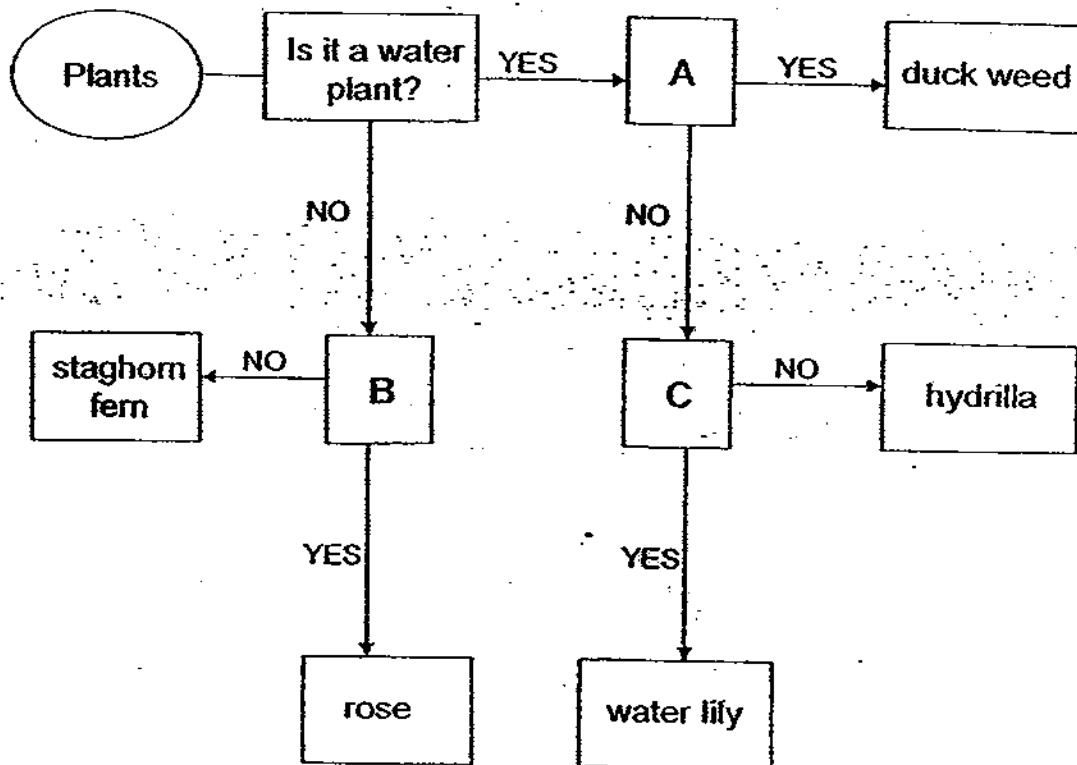 Plants
Is it a water
plant?
YES
A
YES
duck weed
NO
NO
staghorn
fern
NO
B
C
NO
hydrilla
YES
YES
rose
water lily